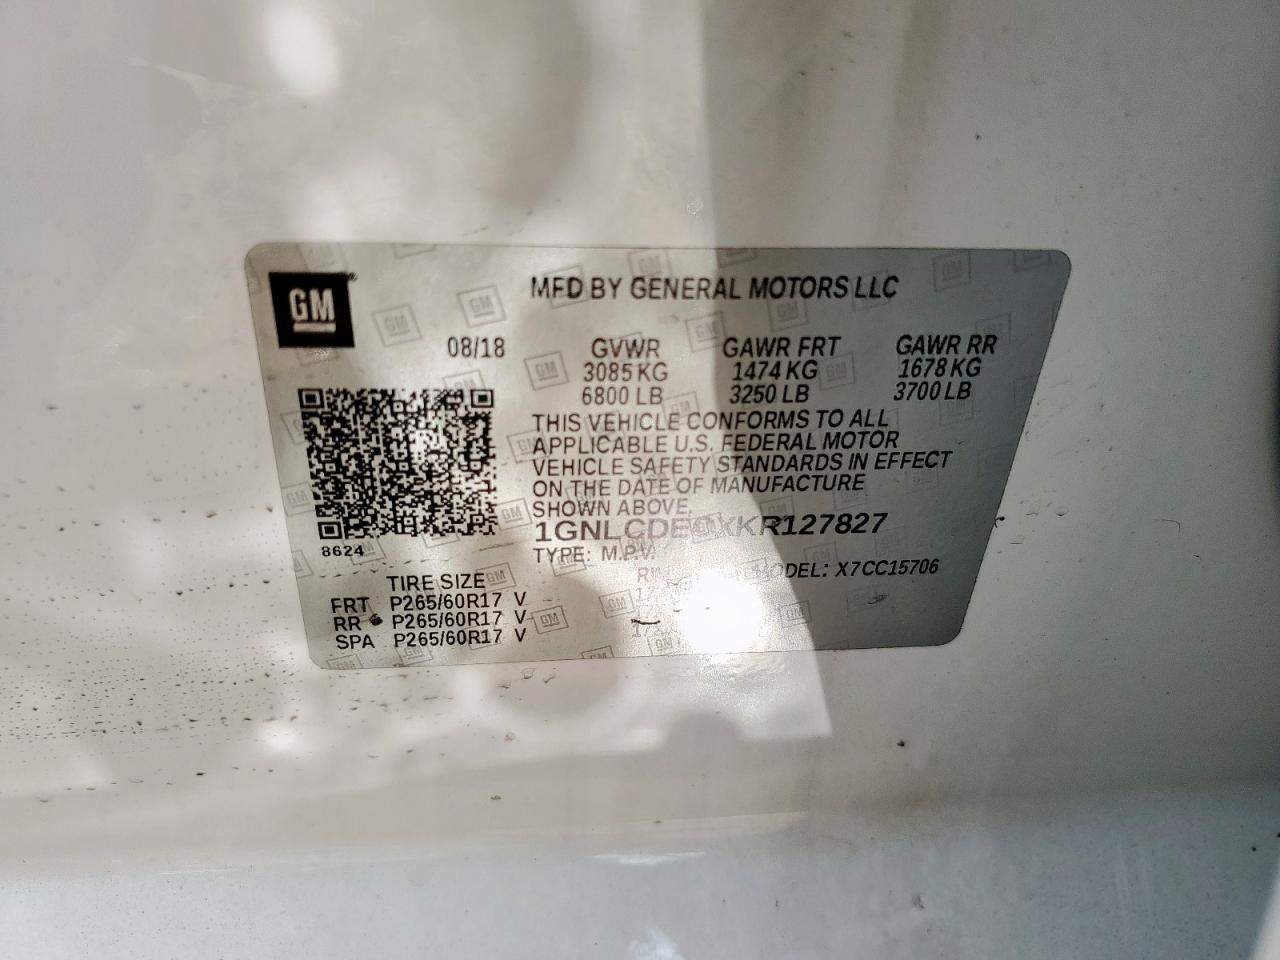 GM
MFD BY GENERAL MOTORS LLC
08/18 GVWR GAWR FRT GAWR RR
3085 KG 1474 KG 1678 KG
6800 LB 3250 LB 3700 LB
THIS VEHICLE CONFORMS TO ALL
APPLICABLE U.S. FEDERAL MOTOR
VEHICLE SAFETY STANDARDS IN EFFECT
ON THE DATE OF MANUFACTURE
SHOWN ABOVE.
1GNLCDE0XKR127827
8624
TYPE: M.P.V. MODEL: X7CC15706
TIRE SIZE
FRT P265/60R17 V
RR P265/60R17 V
SPA P265/60R17 V